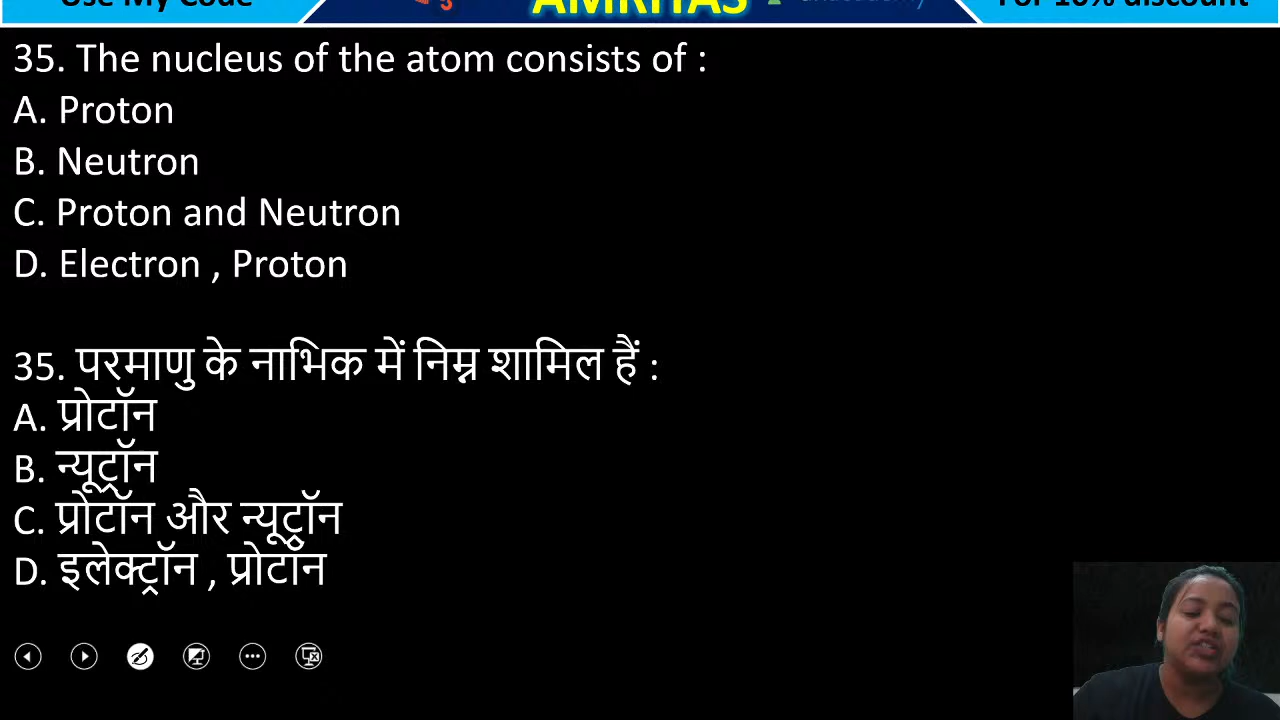 Use My Code
AMRITAS
For 10% discount
35. The nucleus of the atom consists of :
A. Proton
B. Neutron
C. Proton and Neutron
D. Electron , Proton
35. परमाणु के नाभिक में निम्न शामिल हैं :
A. प्रोटॉन
B. न्यूट्रॉन
C. प्रोटॉन और न्यूट्रॉन
D. इलेक्ट्रॉन , प्रोटॉन